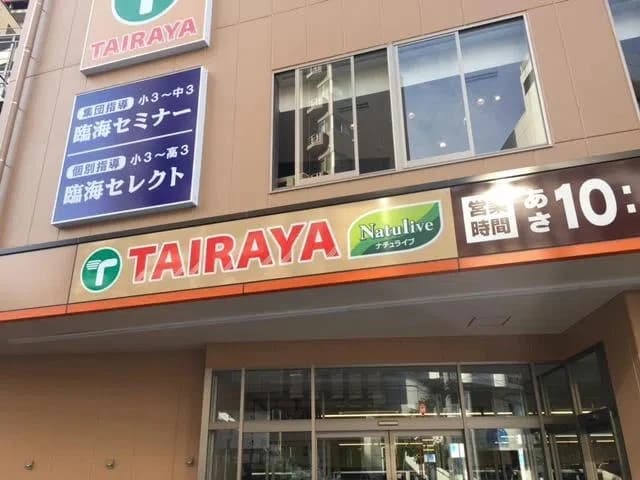 TAIRAYA
集団指導 小3～中3
臨海セミナー
個別指導 小3～高3
臨海セレクト
TAIRAYA
Natulive
ナチュライブ
営業時間
あさ10: